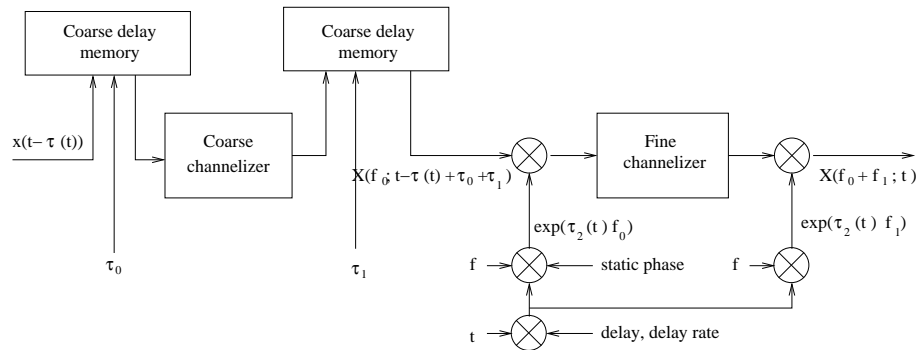 Coarse delay
memory
Coarse delay
memory
x(t− τ (t))
Coarse
channelizer
Fine
channelizer
X(f₀; t−τ (t) +τ₀+τ₁)
X(f₀ + f₁ ; t )
exp(τ₂ (t) f₀)
exp(τ₂ (t) f₁)
τ₀
τ₁
f
static phase
f
t
delay, delay rate